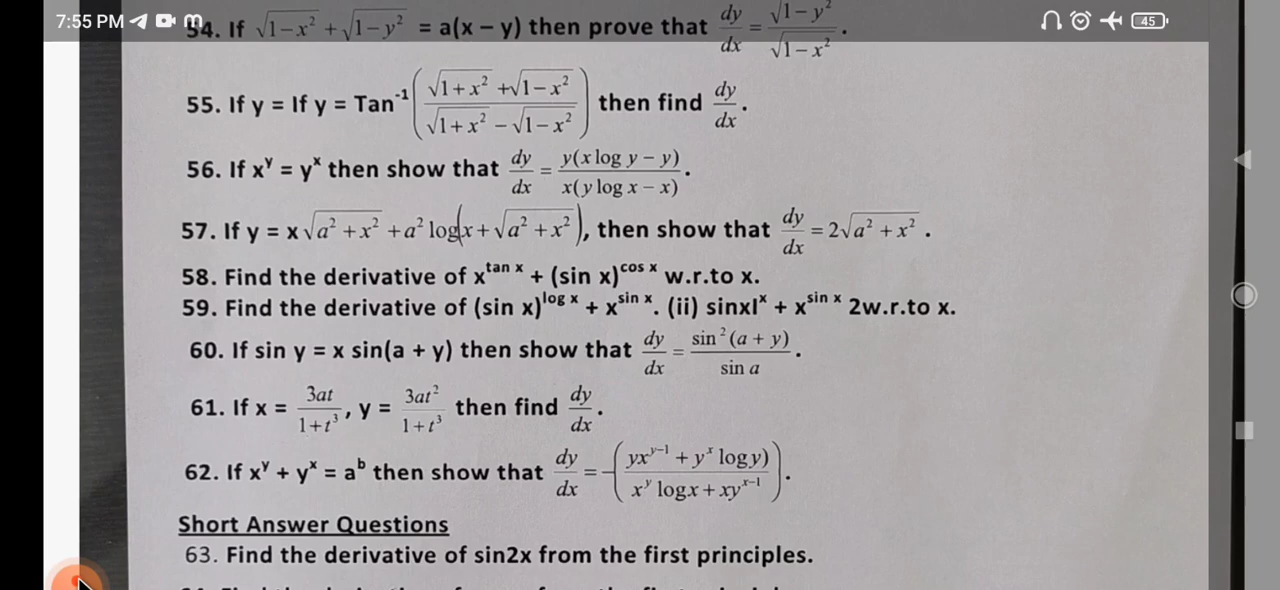 7:55 PM
45
54. If √1−x² + √1−y² = a(x − y) then prove that dy/dx = √1−y²/√1−x².
55. If y = If y = Tan⁻¹(√1+x² +√1−x²/√1+x² −√1−x²) then find dy/dx.
56. If xʸ = yˣ then show that dy/dx = y(x log y − y)/x(y log x − x).
57. If y = x√a² +x² +a² log(x+√a² +x²), then show that dy/dx = 2√a² +x².
58. Find the derivative of x^tan x + (sin x)^cos x w.r.to x.
59. Find the derivative of (sin x)^log x + x^sin x. (ii) sinxl^x + x^sin x 2w.r.to x.
60. If sin y = x sin(a + y) then show that dy/dx = sin²(a + y)/sin a.
61. If x = 3at/1+t³, y = 3at²/1+t³ then find dy/dx.
62. If xʸ + yˣ = aᵇ then show that dy/dx = −(yx^y−1 + yˣ log y)/xʸ logx + xy^x−1).
Short Answer Questions
63. Find the derivative of sin2x from the first principles.